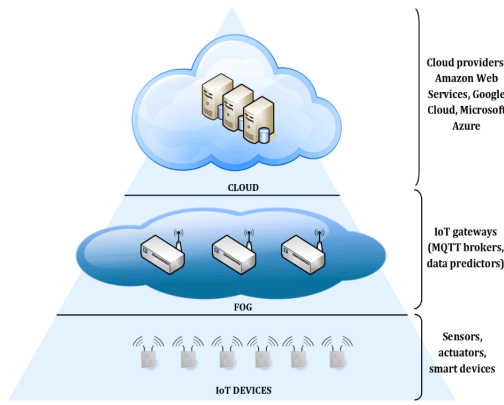 Cloud providers
Amazon Web
Services, Google
Cloud, Microsoft
Azure
CLOUD
IoT gateways
(MQTT brokers,
data predictors)
FOG
Sensors,
actuators,
smart devices
IoT DEVICES